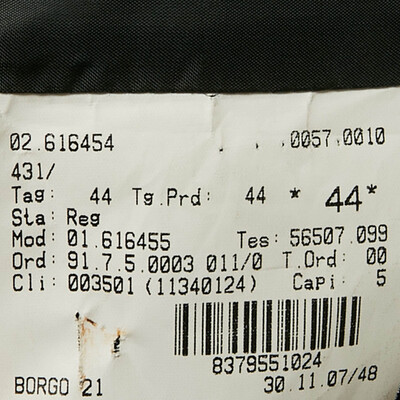 02.616454 0057.0010
431/
Tag: 44 Tg.Prd: 44 * 44*
Sta: Reg
Mod: 01.616455 Tes: 56507.099
Ord: 91.7.5.0003 011/0 T.Ord: 00
Cli: 003501 (11340124) Capi: 5
8379551024
BORGO 21 30.11.07/48